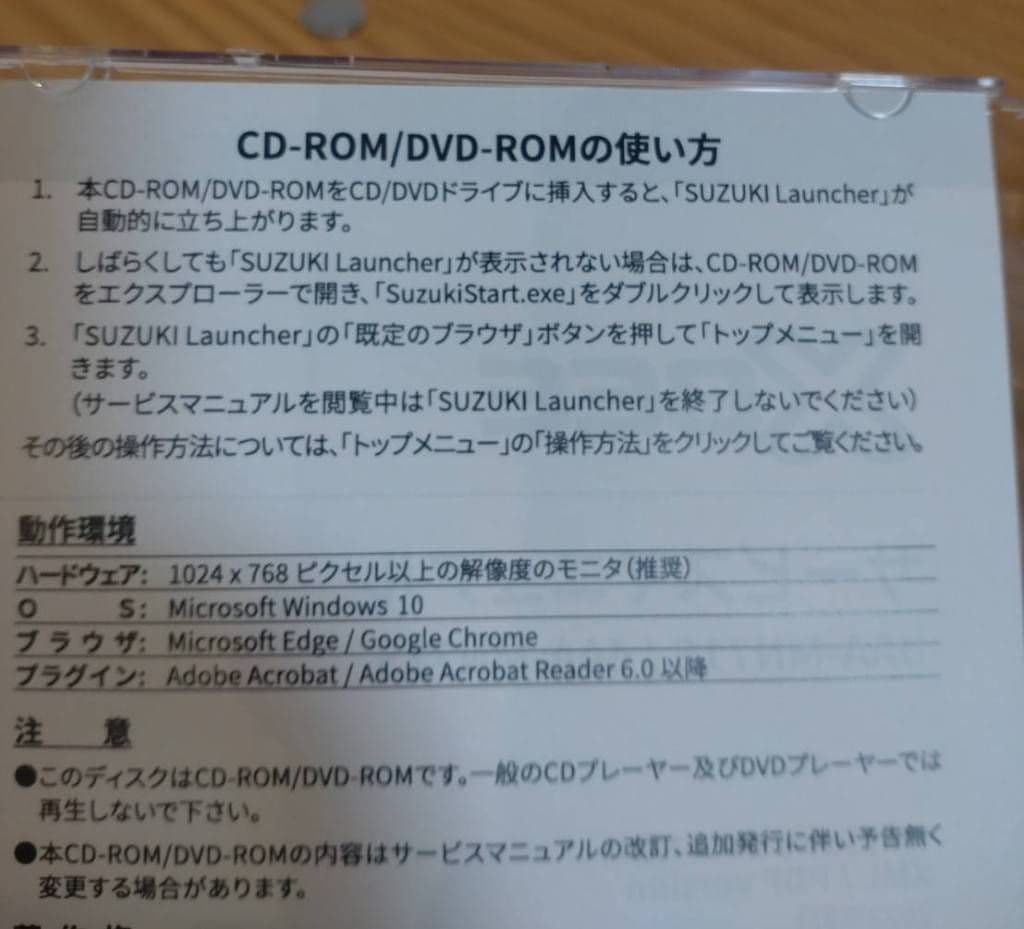 CD-ROM/DVD-ROMの使い方
1. 本CD-ROM/DVD-ROMをCD/DVDドライブに挿入すると、「SUZUKI Launcher」が
自動的に立ち上がります。
2. しばらくしても「SUZUKI Launcher」が表示されない場合は、CD-ROM/DVD-ROM
をエクスプローラーで開き、「SuzukiStart.exe」をダブルクリックして表示します。
3. 「SUZUKI Launcher」の「既定のブラウザ」ボタンを押して「トップメニュー」を開
きます。
(サービスマニュアルを閲覧中は「SUZUKI Launcher」を終了しないでください)
その後の操作方法については、「トップメニュー」の「操作方法」をクリックしてご覧ください。
動作環境
ハードウェア: 1024 x 768 ピクセル以上の解像度のモニタ(推奨)
O S: Microsoft Windows 10
ブラウザ: Microsoft Edge / Google Chrome
プラグイン: Adobe Acrobat / Adobe Acrobat Reader 6.0 以降
注 意
●このディスクはCD-ROM/DVD-ROMです。一般のCDプレーヤー及びDVDプレーヤーでは
再生しないで下さい。
●本CD-ROM/DVD-ROMの内容はサービスマニュアルの改訂、追加発行に伴い予告無く
変更する場合があります。